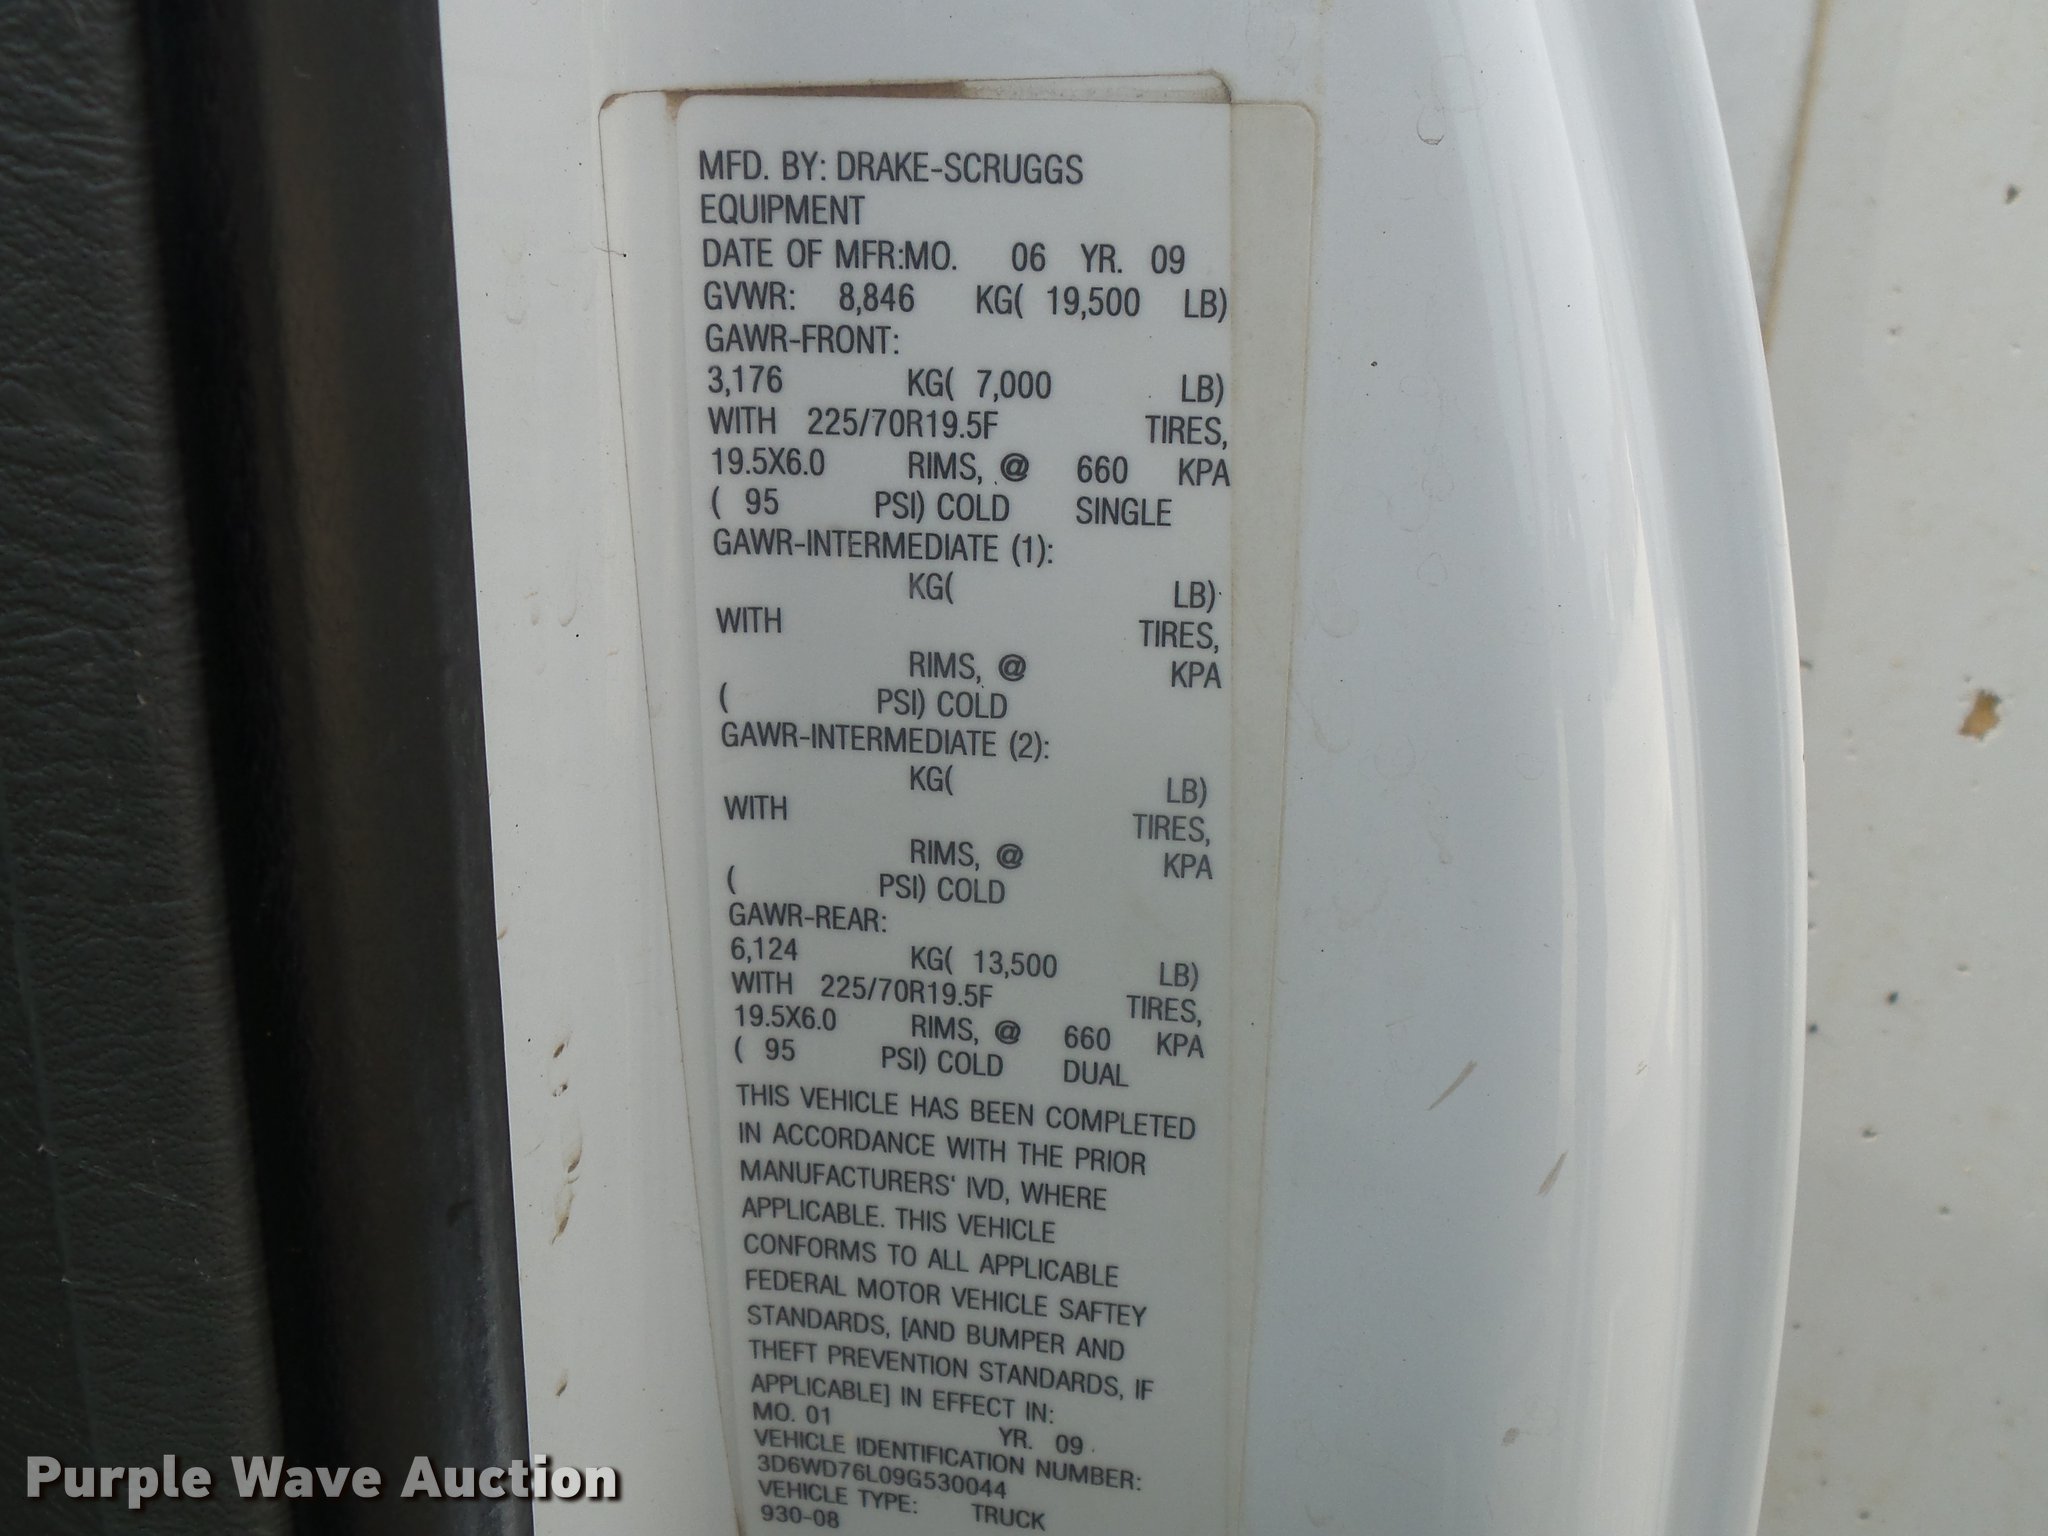 MFD. BY: DRAKE-SCRUGGS
EQUIPMENT
DATE OF MFR:MO. 06 YR. 09
GVWR: 8,846 KG( 19,500 LB)
GAWR-FRONT:
3,176 KG( 7,000 LB)
WITH 225/70R19.5F TIRES,
19.5X6.0 RIMS, @ 660 KPA
( 95 PSI) COLD SINGLE
GAWR-INTERMEDIATE (1):
KG( LB)
WITH TIRES,
RIMS, @ KPA
( PSI) COLD
GAWR-INTERMEDIATE (2):
KG( LB)
WITH TIRES,
RIMS, @ KPA
( PSI) COLD
GAWR-REAR:
6,124 KG( 13,500 LB)
WITH 225/70R19.5F TIRES,
19.5X6.0 RIMS, @ 660 KPA
( 95 PSI) COLD DUAL
THIS VEHICLE HAS BEEN COMPLETED
IN ACCORDANCE WITH THE PRIOR
MANUFACTURERS' IVD, WHERE
APPLICABLE. THIS VEHICLE
CONFORMS TO ALL APPLICABLE
FEDERAL MOTOR VEHICLE SAFTEY
STANDARDS, [AND BUMPER AND
THEFT PREVENTION STANDARDS, IF
APPLICABLE] IN EFFECT IN:
MO. 01 YR. 09
VEHICLE IDENTIFICATION NUMBER:
3D6WD76L09G530044
VEHICLE TYPE: TRUCK
930-08
Purple Wave Auction